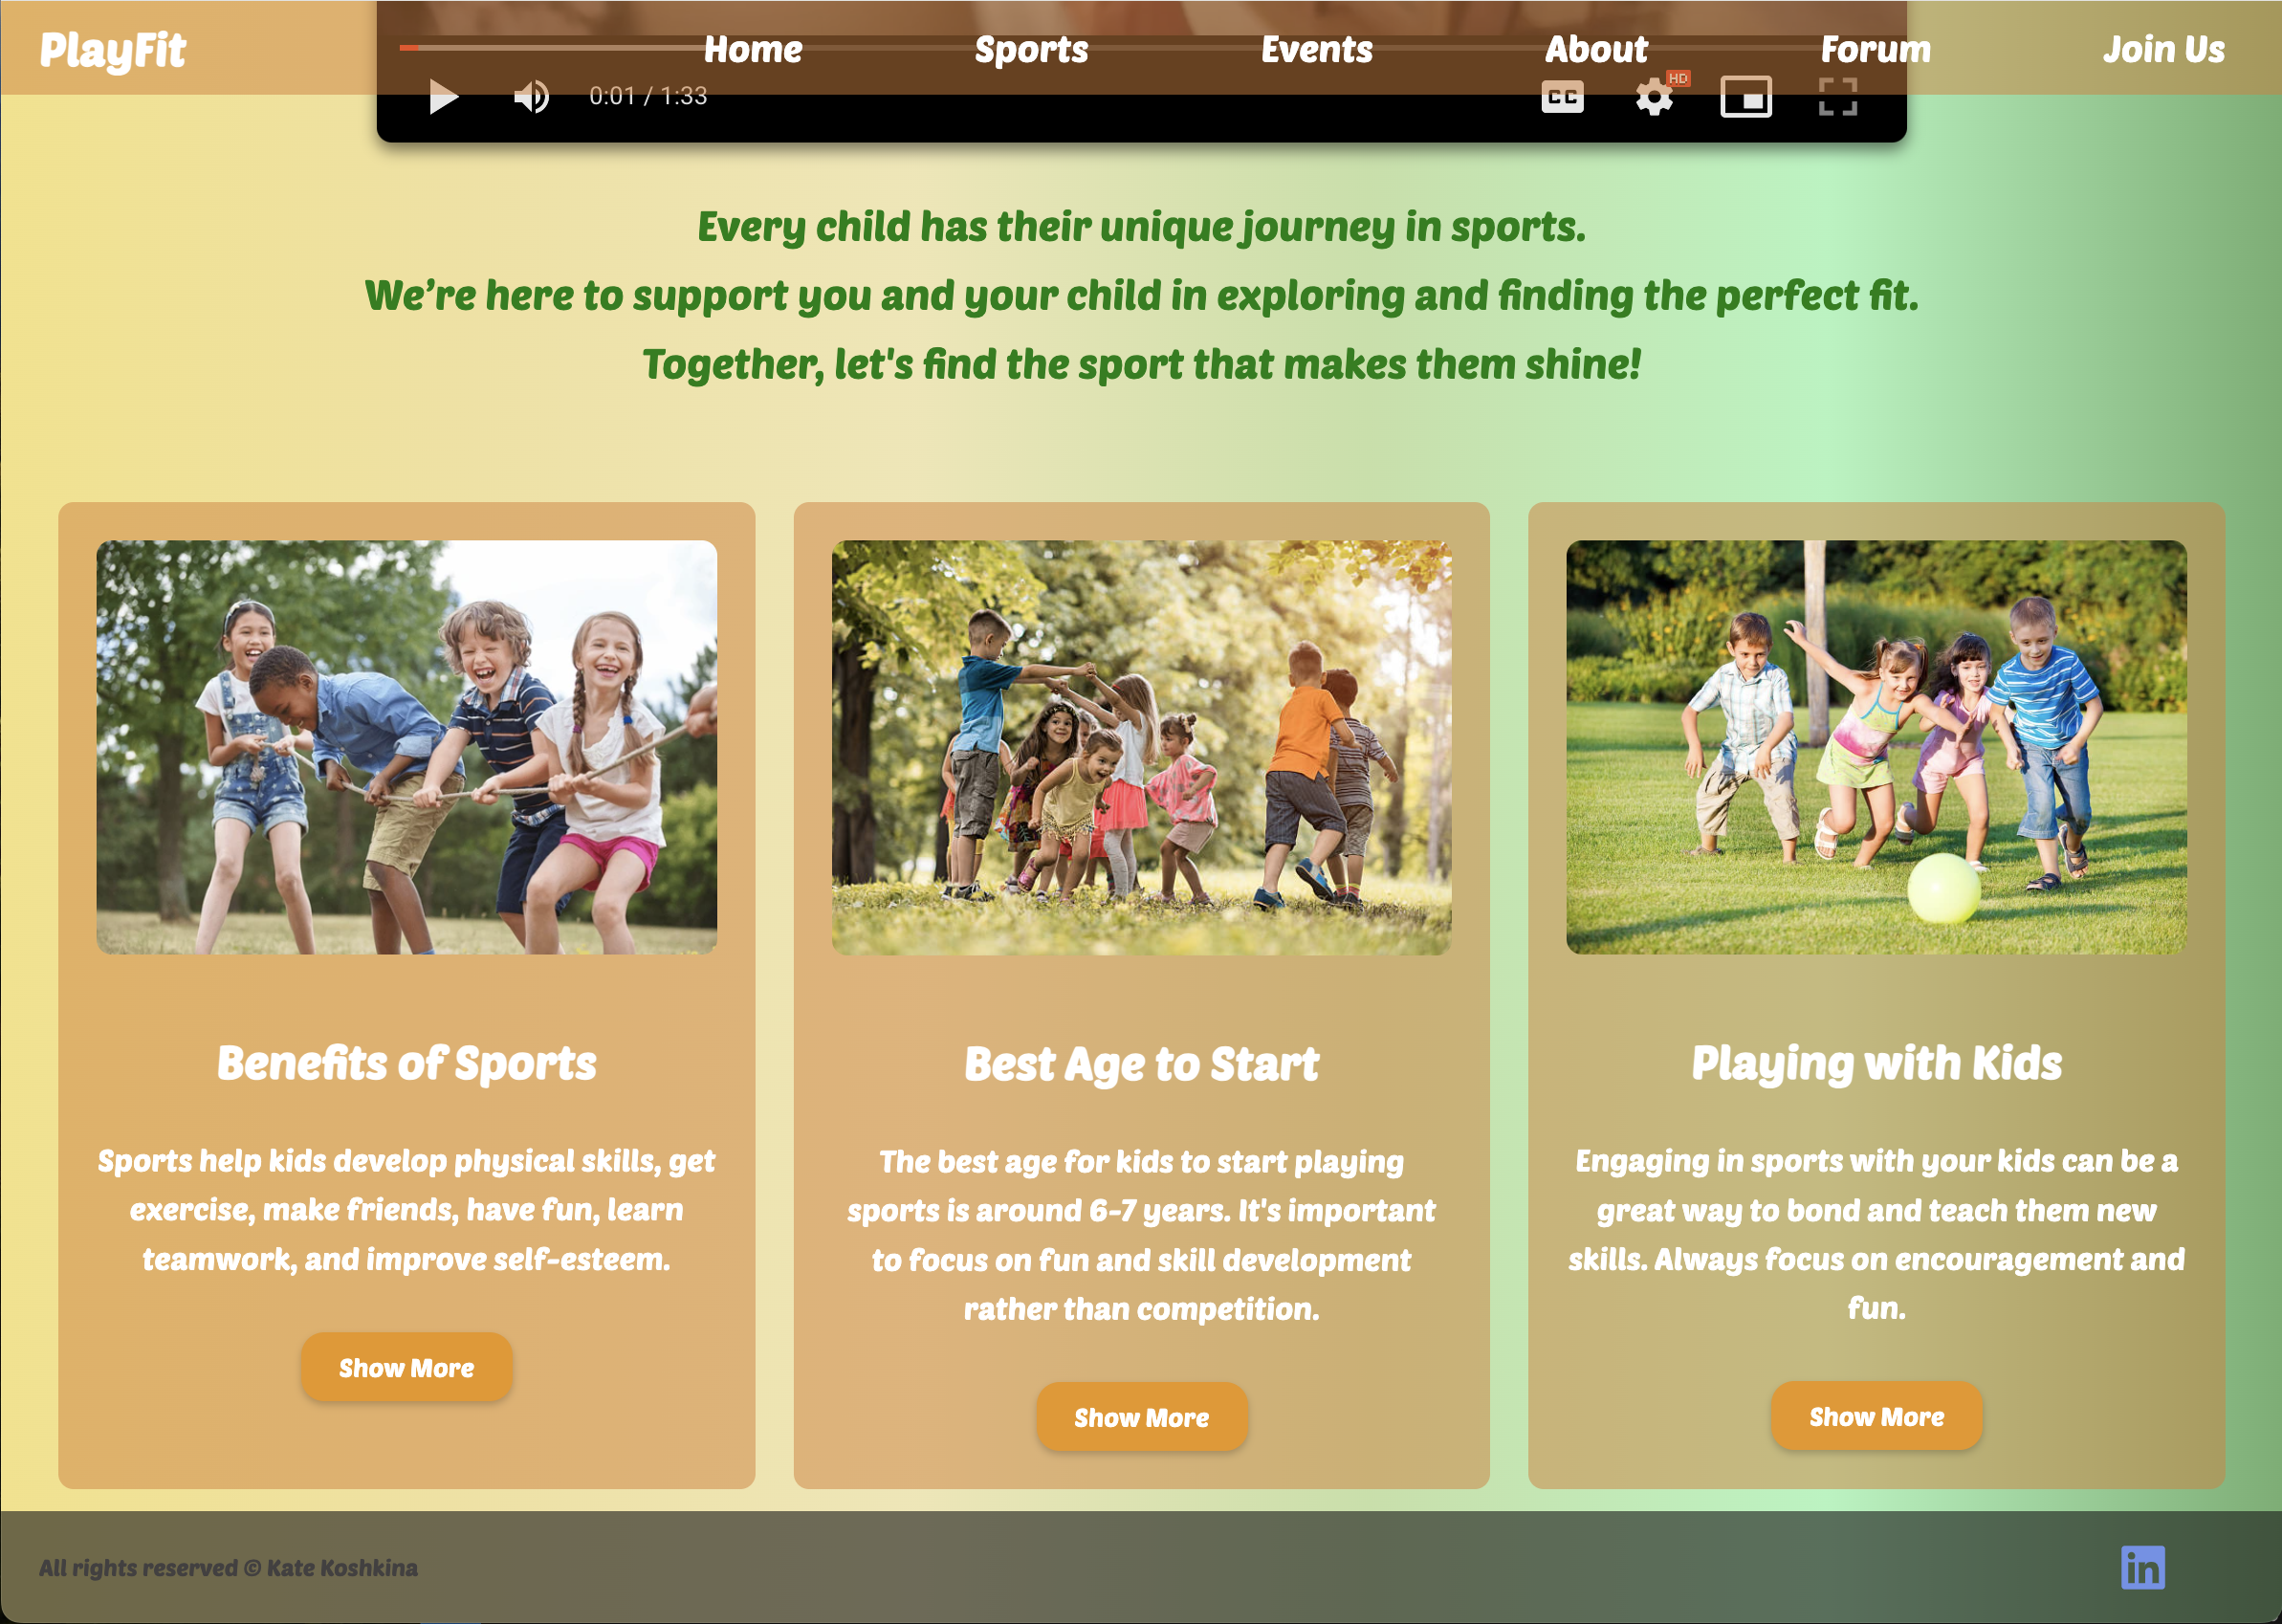 PlayFit
Home
Sports
Events
About
Forum
Join Us
0:01 / 1:33
CC
HD
Every child has their unique journey in sports.
We’re here to support you and your child in exploring and finding the perfect fit.
Together, let's find the sport that makes them shine!
Benefits of Sports
Sports help kids develop physical skills, get
exercise, make friends, have fun, learn
teamwork, and improve self-esteem.
Show More
Best Age to Start
The best age for kids to start playing
sports is around 6-7 years. It's important
to focus on fun and skill development
rather than competition.
Show More
Playing with Kids
Engaging in sports with your kids can be a
great way to bond and teach them new
skills. Always focus on encouragement and
fun.
Show More
All rights reserved © Kate Koshkina
in